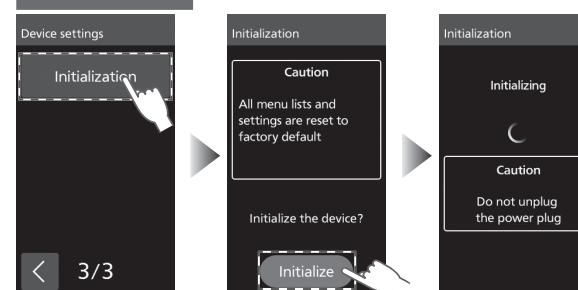 Device settings
Initialization
3/3
Initialization
Caution
All menu lists and
settings are reset to
factory default
Initialize the device?
Initialize
Initialization
Initializing
Caution
Do not unplug
the power plug